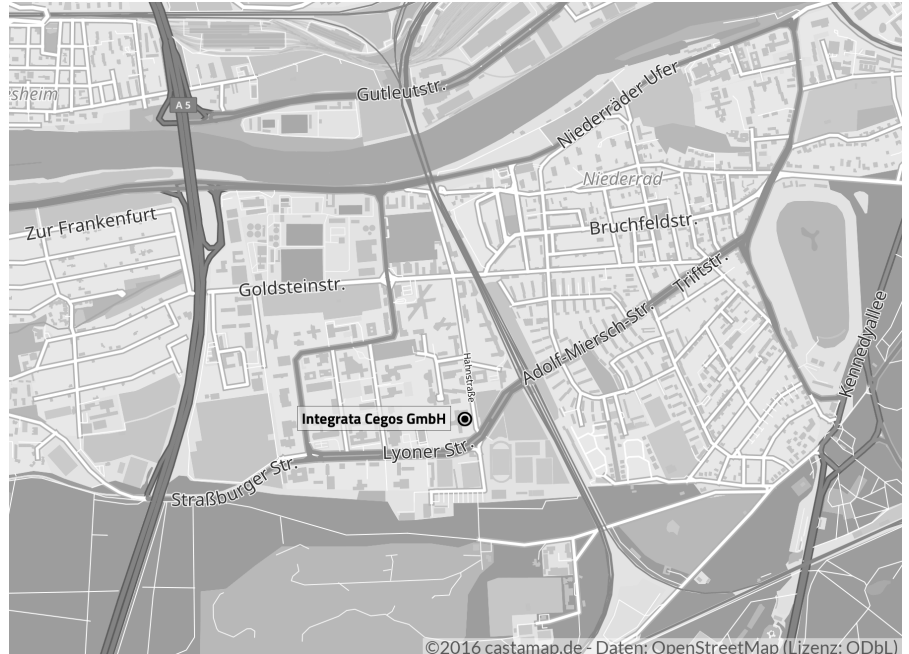 Gutleutstr.
esheim
A 5
Niederräder Ufer
Niederrad
Zur Frankenfurt
Bruchfeldstr.
Triftstr.
Goldsteinstr.
Adolf-Miersch-Str.
Kennedyallee
Hahnstraße
Integrata Cegos GmbH
Lyoner Str.
Straßburger Str.
©2016 castamap.de - Daten: OpenStreetMap (Lizenz: ODbL)